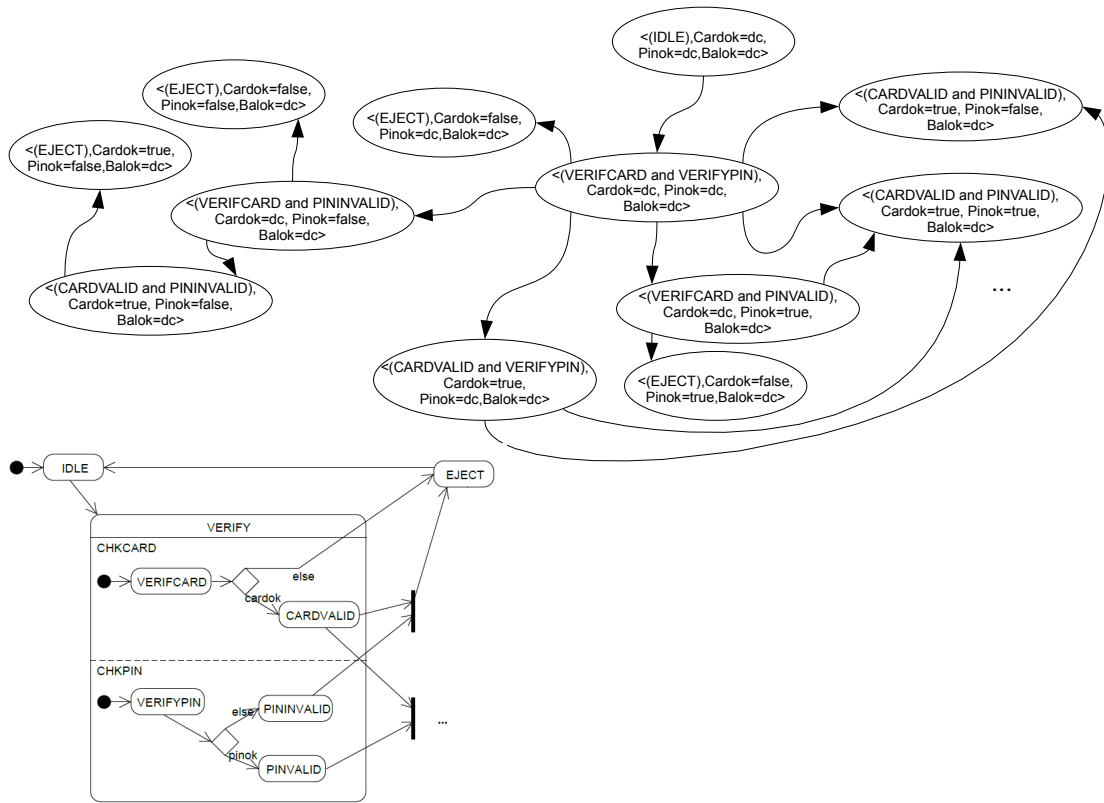 <(IDLE),Cardok=dc,
Pinok=dc,Balok=dc>
<(EJECT),Cardok=false,
Pinok=false,Balok=dc>
<(EJECT),Cardok=false,
Pinok=dc,Balok=dc>
<(CARDVALID and PININVALID),
Cardok=true, Pinok=false,
Balok=dc>
<(EJECT),Cardok=true,
Pinok=false,Balok=dc>
<(VERIFCARD and VERIFYPIN),
Cardok=dc, Pinok=dc,
Balok=dc>
<(VERIFCARD and PININVALID),
Cardok=dc, Pinok=false,
Balok=dc>
<(CARDVALID and PINVALID),
Cardok=true, Pinok=true,
Balok=dc>
<(CARDVALID and PININVALID),
Cardok=true, Pinok=false,
Balok=dc>
<(VERIFCARD and PINVALID),
Cardok=dc, Pinok=true,
Balok=dc>
...
<(CARDVALID and VERIFYPIN),
Cardok=true,
Pinok=dc,Balok=dc>
<(EJECT),Cardok=false,
Pinok=true,Balok=dc>
IDLE
EJECT
VERIFY
CHKCARD
VERIFCARD
else
cardok
CARDVALID
CHKPIN
VERIFYPIN
else
PININVALID
pinok
PINVALID
...